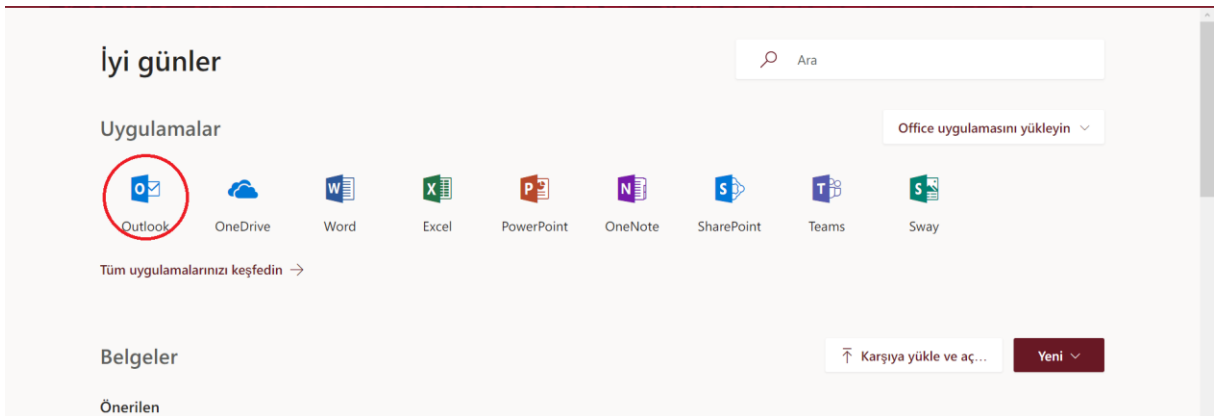 İyi günler
Ara
Uygulamalar
Office uygulamasını yükleyin
Outlook OneDrive Word Excel PowerPoint OneNote SharePoint Teams Sway
Tüm uygulamalarınızı keşfedin →
Belgeler
Karşıya yükle ve aç...
Yeni
Önerilen